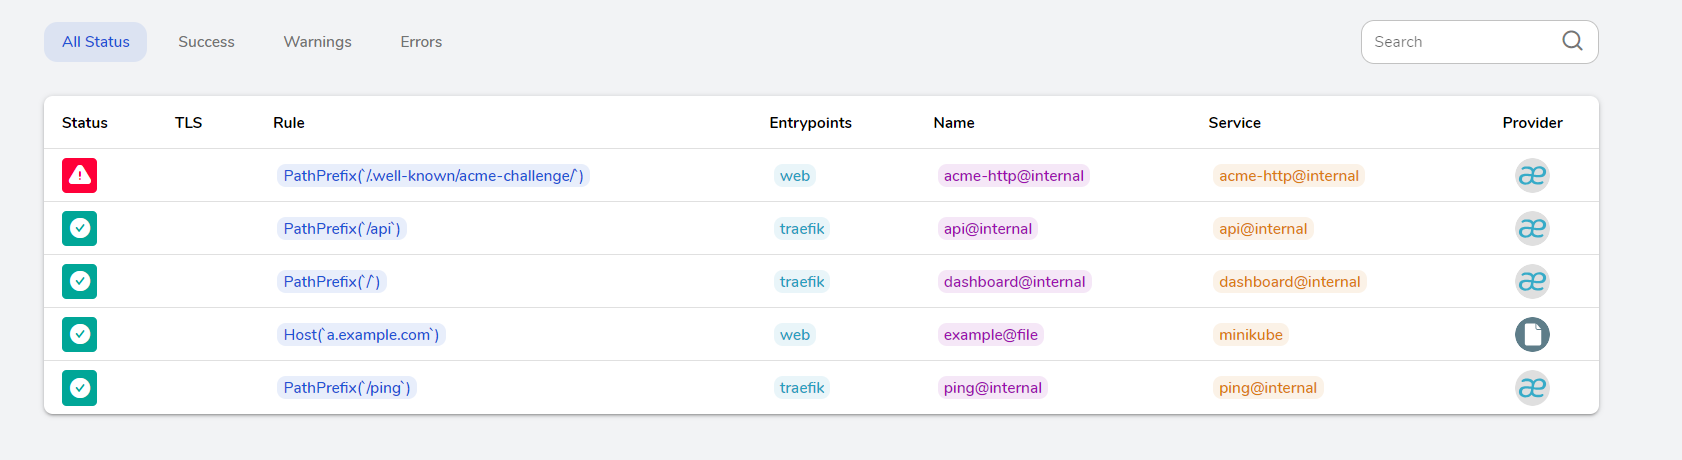 All Status Success Warnings Errors Search
Status TLS Rule Entrypoints Name Service Provider
PathPrefix(`/.well-known/acme-challenge/`) web acme-http@internal acme-http@internal æ
PathPrefix(`/api`) traefik api@internal api@internal æ
PathPrefix(`/`) traefik dashboard@internal dashboard@internal æ
Host(`a.example.com`) web example@file minikube
PathPrefix(`/ping`) traefik ping@internal ping@internal æ